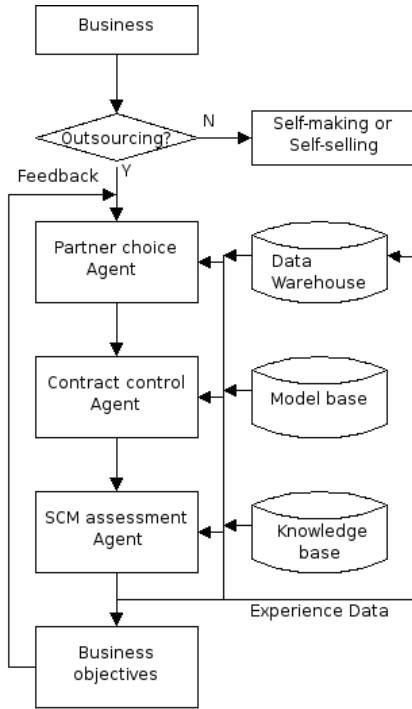 Business
Outsourcing?
N
Self-making or
Self-selling
Feedback
Y
Partner choice
Agent
Data
Warehouse
Contract control
Agent
Model base
SCM assessment
Agent
Knowledge
base
Experience Data
Business
objectives